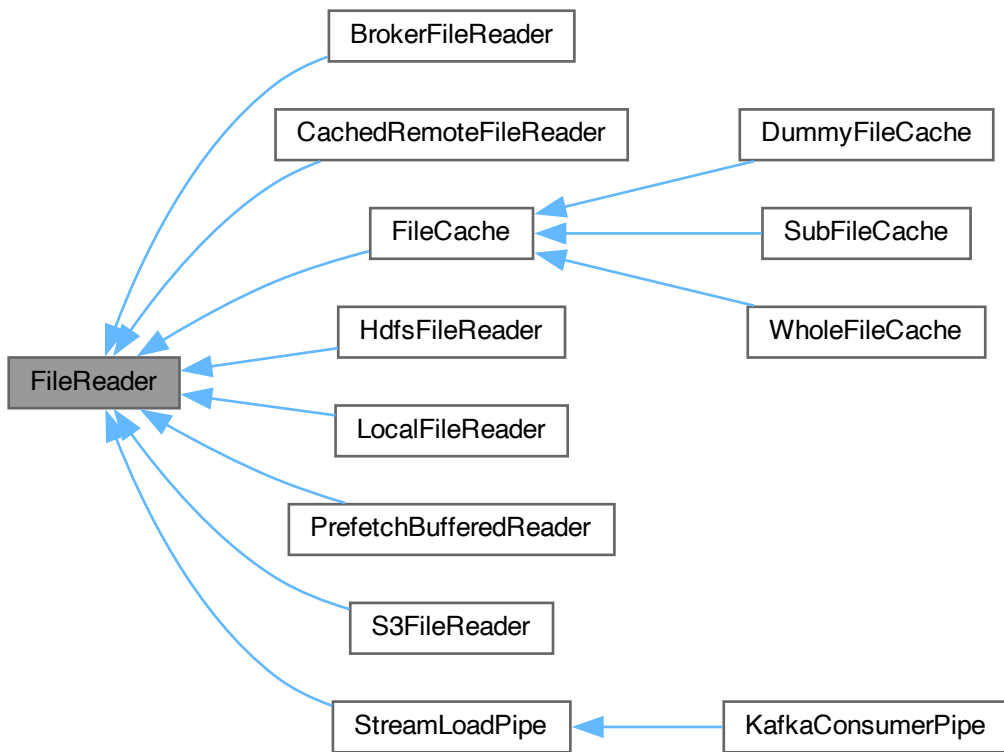 BrokerFileReader
CachedRemoteFileReader
DummyFileCache
FileCache
SubFileCache
HdfsFileReader
WholeFileCache
FileReader
LocalFileReader
PrefetchBufferedReader
S3FileReader
StreamLoadPipe
KafkaConsumerPipe